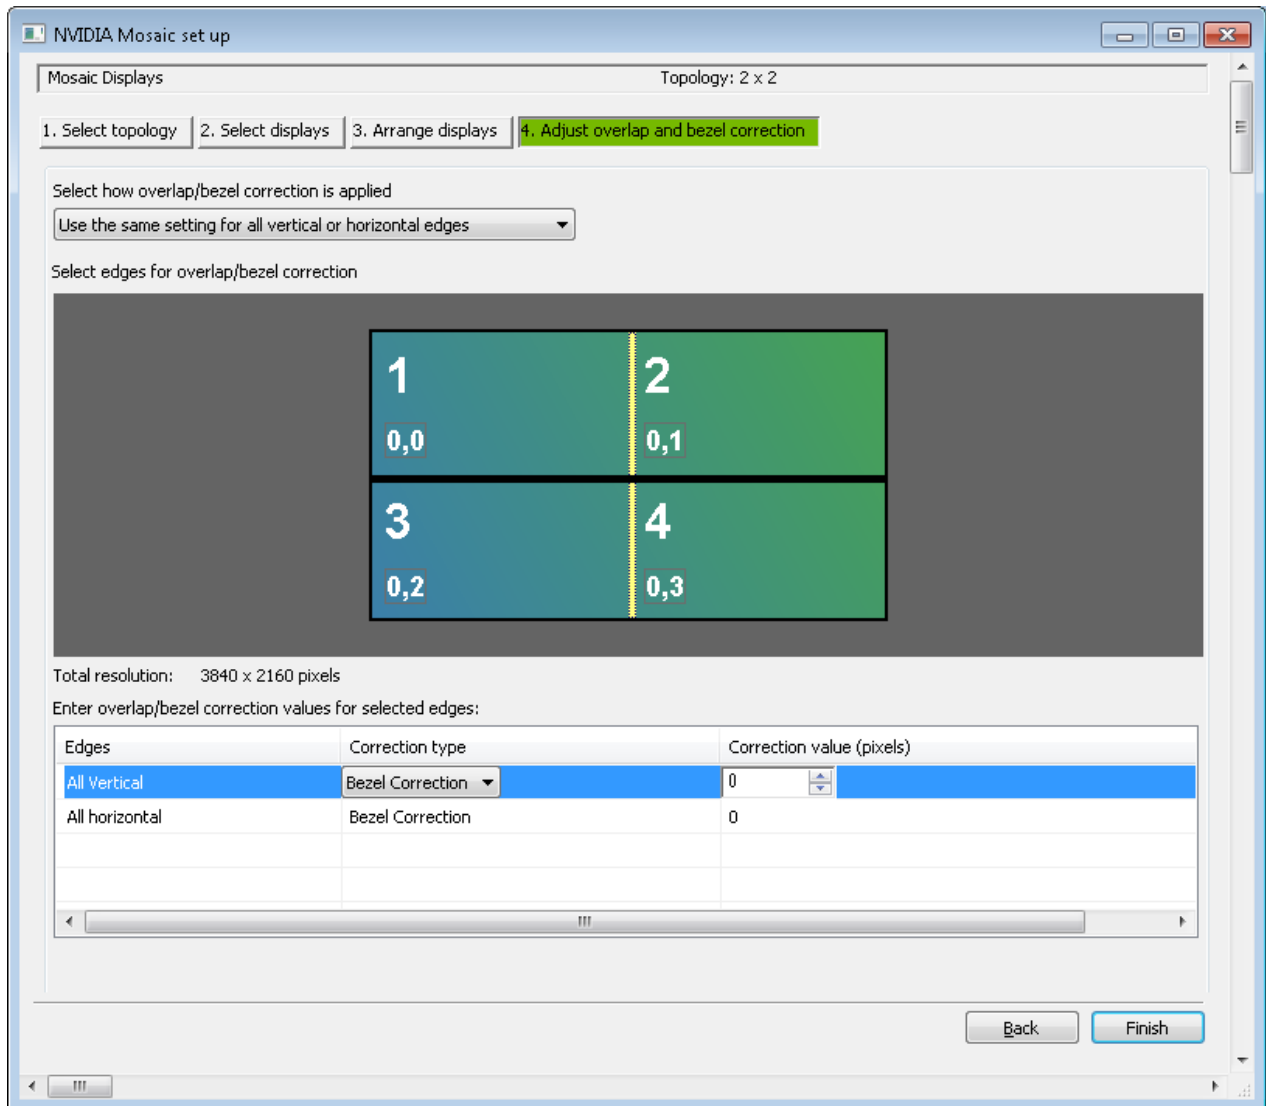 NVIDIA Mosaic set up
Mosaic Displays Topology: 2 x 2
1. Select topology 2. Select displays 3. Arrange displays 4. Adjust overlap and bezel correction
Select how overlap/bezel correction is applied
Use the same setting for all vertical or horizontal edges
Select edges for overlap/bezel correction
1 2
0,0 0,1
3 4
0,2 0,3
Total resolution: 3840 x 2160 pixels
Enter overlap/bezel correction values for selected edges:
Edges Correction type Correction value (pixels)
All Vertical Bezel Correction 0
All horizontal Bezel Correction 0
Back Finish